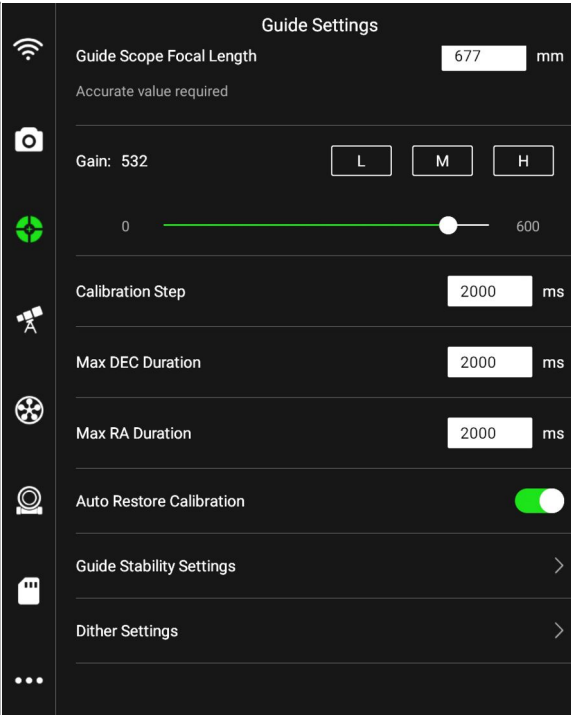 Guide Settings
Guide Scope Focal Length 677 mm
Accurate value required
Gain: 532 L M H
0 600
Calibration Step 2000 ms
Max DEC Duration 2000 ms
Max RA Duration 2000 ms
Auto Restore Calibration
Guide Stability Settings
Dither Settings